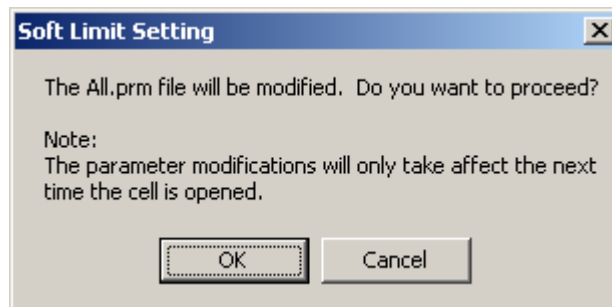 Soft Limit Setting
The All.prm file will be modified.  Do you want to proceed?
Note:
The parameter modifications will only take affect the next
time the cell is opened.
OK
Cancel